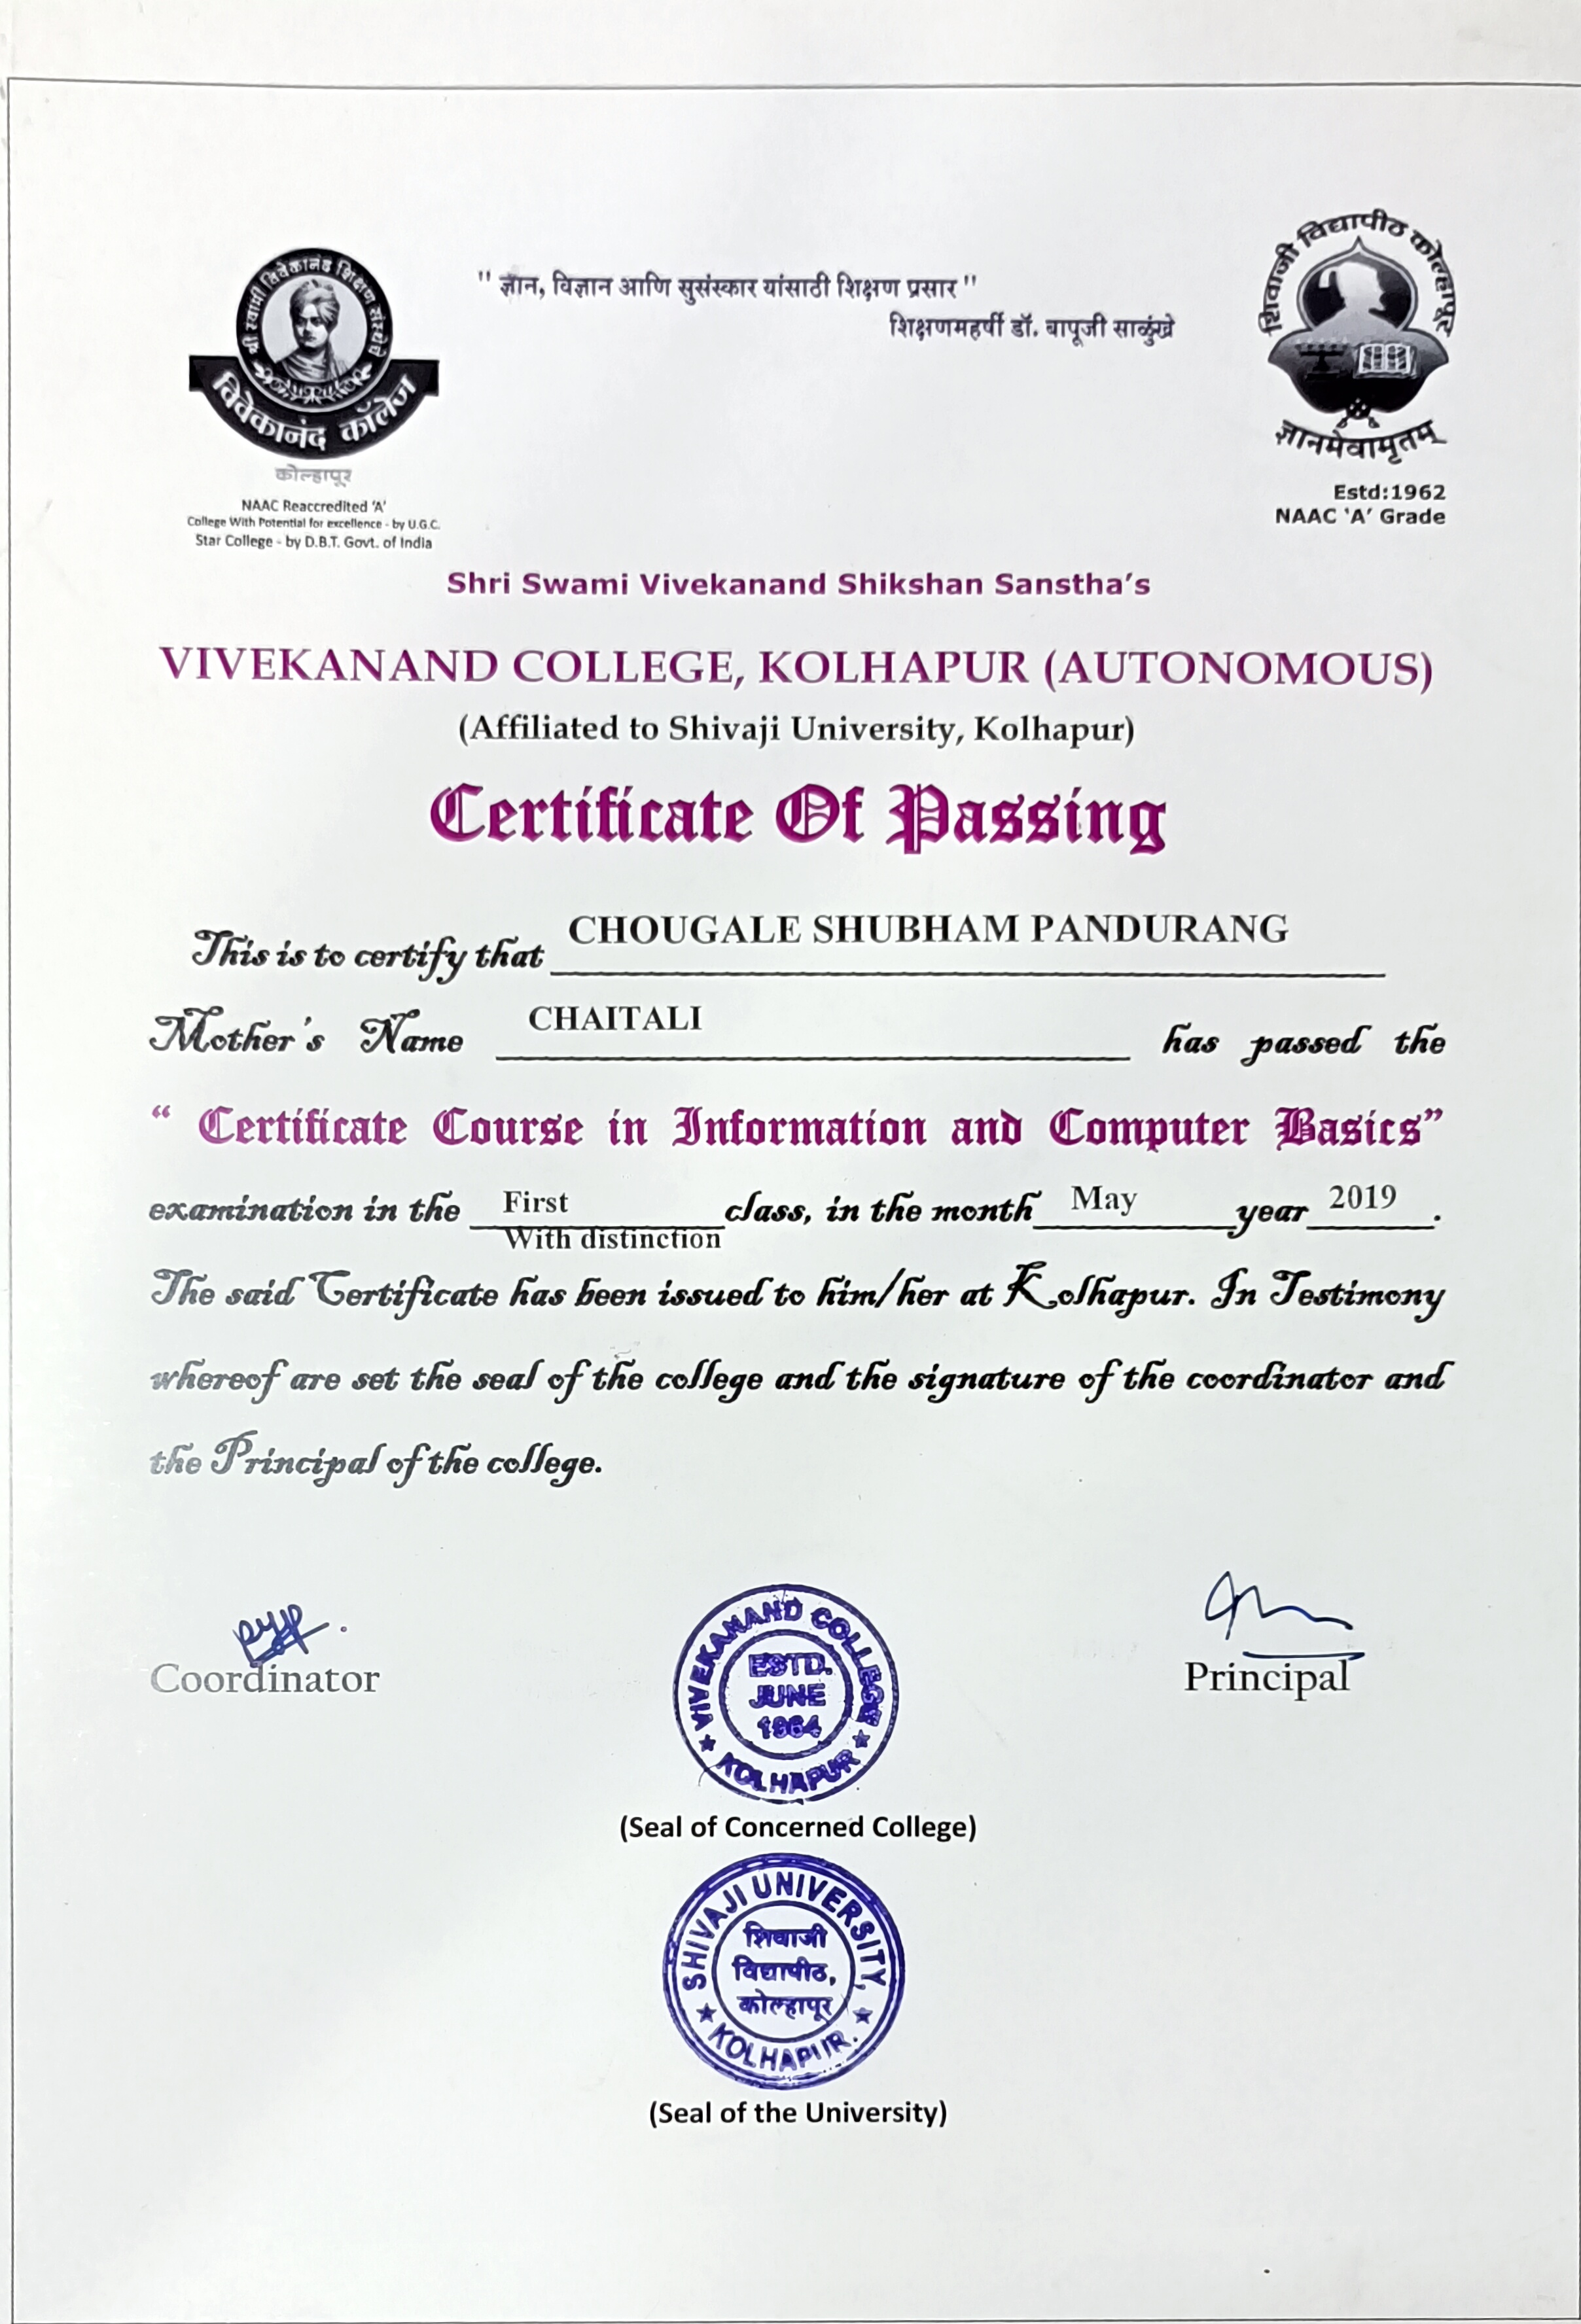 श्री स्वामी विवेकानंद शिक्षण संस्थेचे
विवेकानंद कॉलेज
कोल्हापूर
NAAC Reaccredited 'A'
College With Potential for excellence - by U.G.C.
Star College - by D.B.T. Govt. of India
" ज्ञान, विज्ञान आणि सुसंस्कार यांसाठी शिक्षण प्रसार "
शिक्षणमहर्षी डॉ. बापूजी साळुंखे
शिवाजी विद्यापीठ कोल्हापूर
ज्ञानमेवामृतम्
Estd:1962
NAAC 'A' Grade
Shri Swami Vivekanand Shikshan Sanstha's
VIVEKANAND COLLEGE, KOLHAPUR (AUTONOMOUS)
(Affiliated to Shivaji University, Kolhapur)
Certificate Of Passing
This is to certify that CHOUGALE SHUBHAM PANDURANG
Mother's Name CHAITALI has passed the
" Certificate Course in Information and Computer Basics"
examination in the First class, in the month May year 2019.
With distinction
The said Certificate has been issued to him/her at Kolhapur. In Testimony
whereof are set the seal of the college and the signature of the coordinator and
the Principal of the college.
Coordinator
VIVEKANAND COLLEGE
ESTD.
JUNE
1964
★ KOLHAPUR ★
Principal
(Seal of Concerned College)
SHIVAJI UNIVERSITY,
शिवाजी
विद्यापीठ,
कोल्हापूर
★ KOLHAPUR. ★
(Seal of the University)